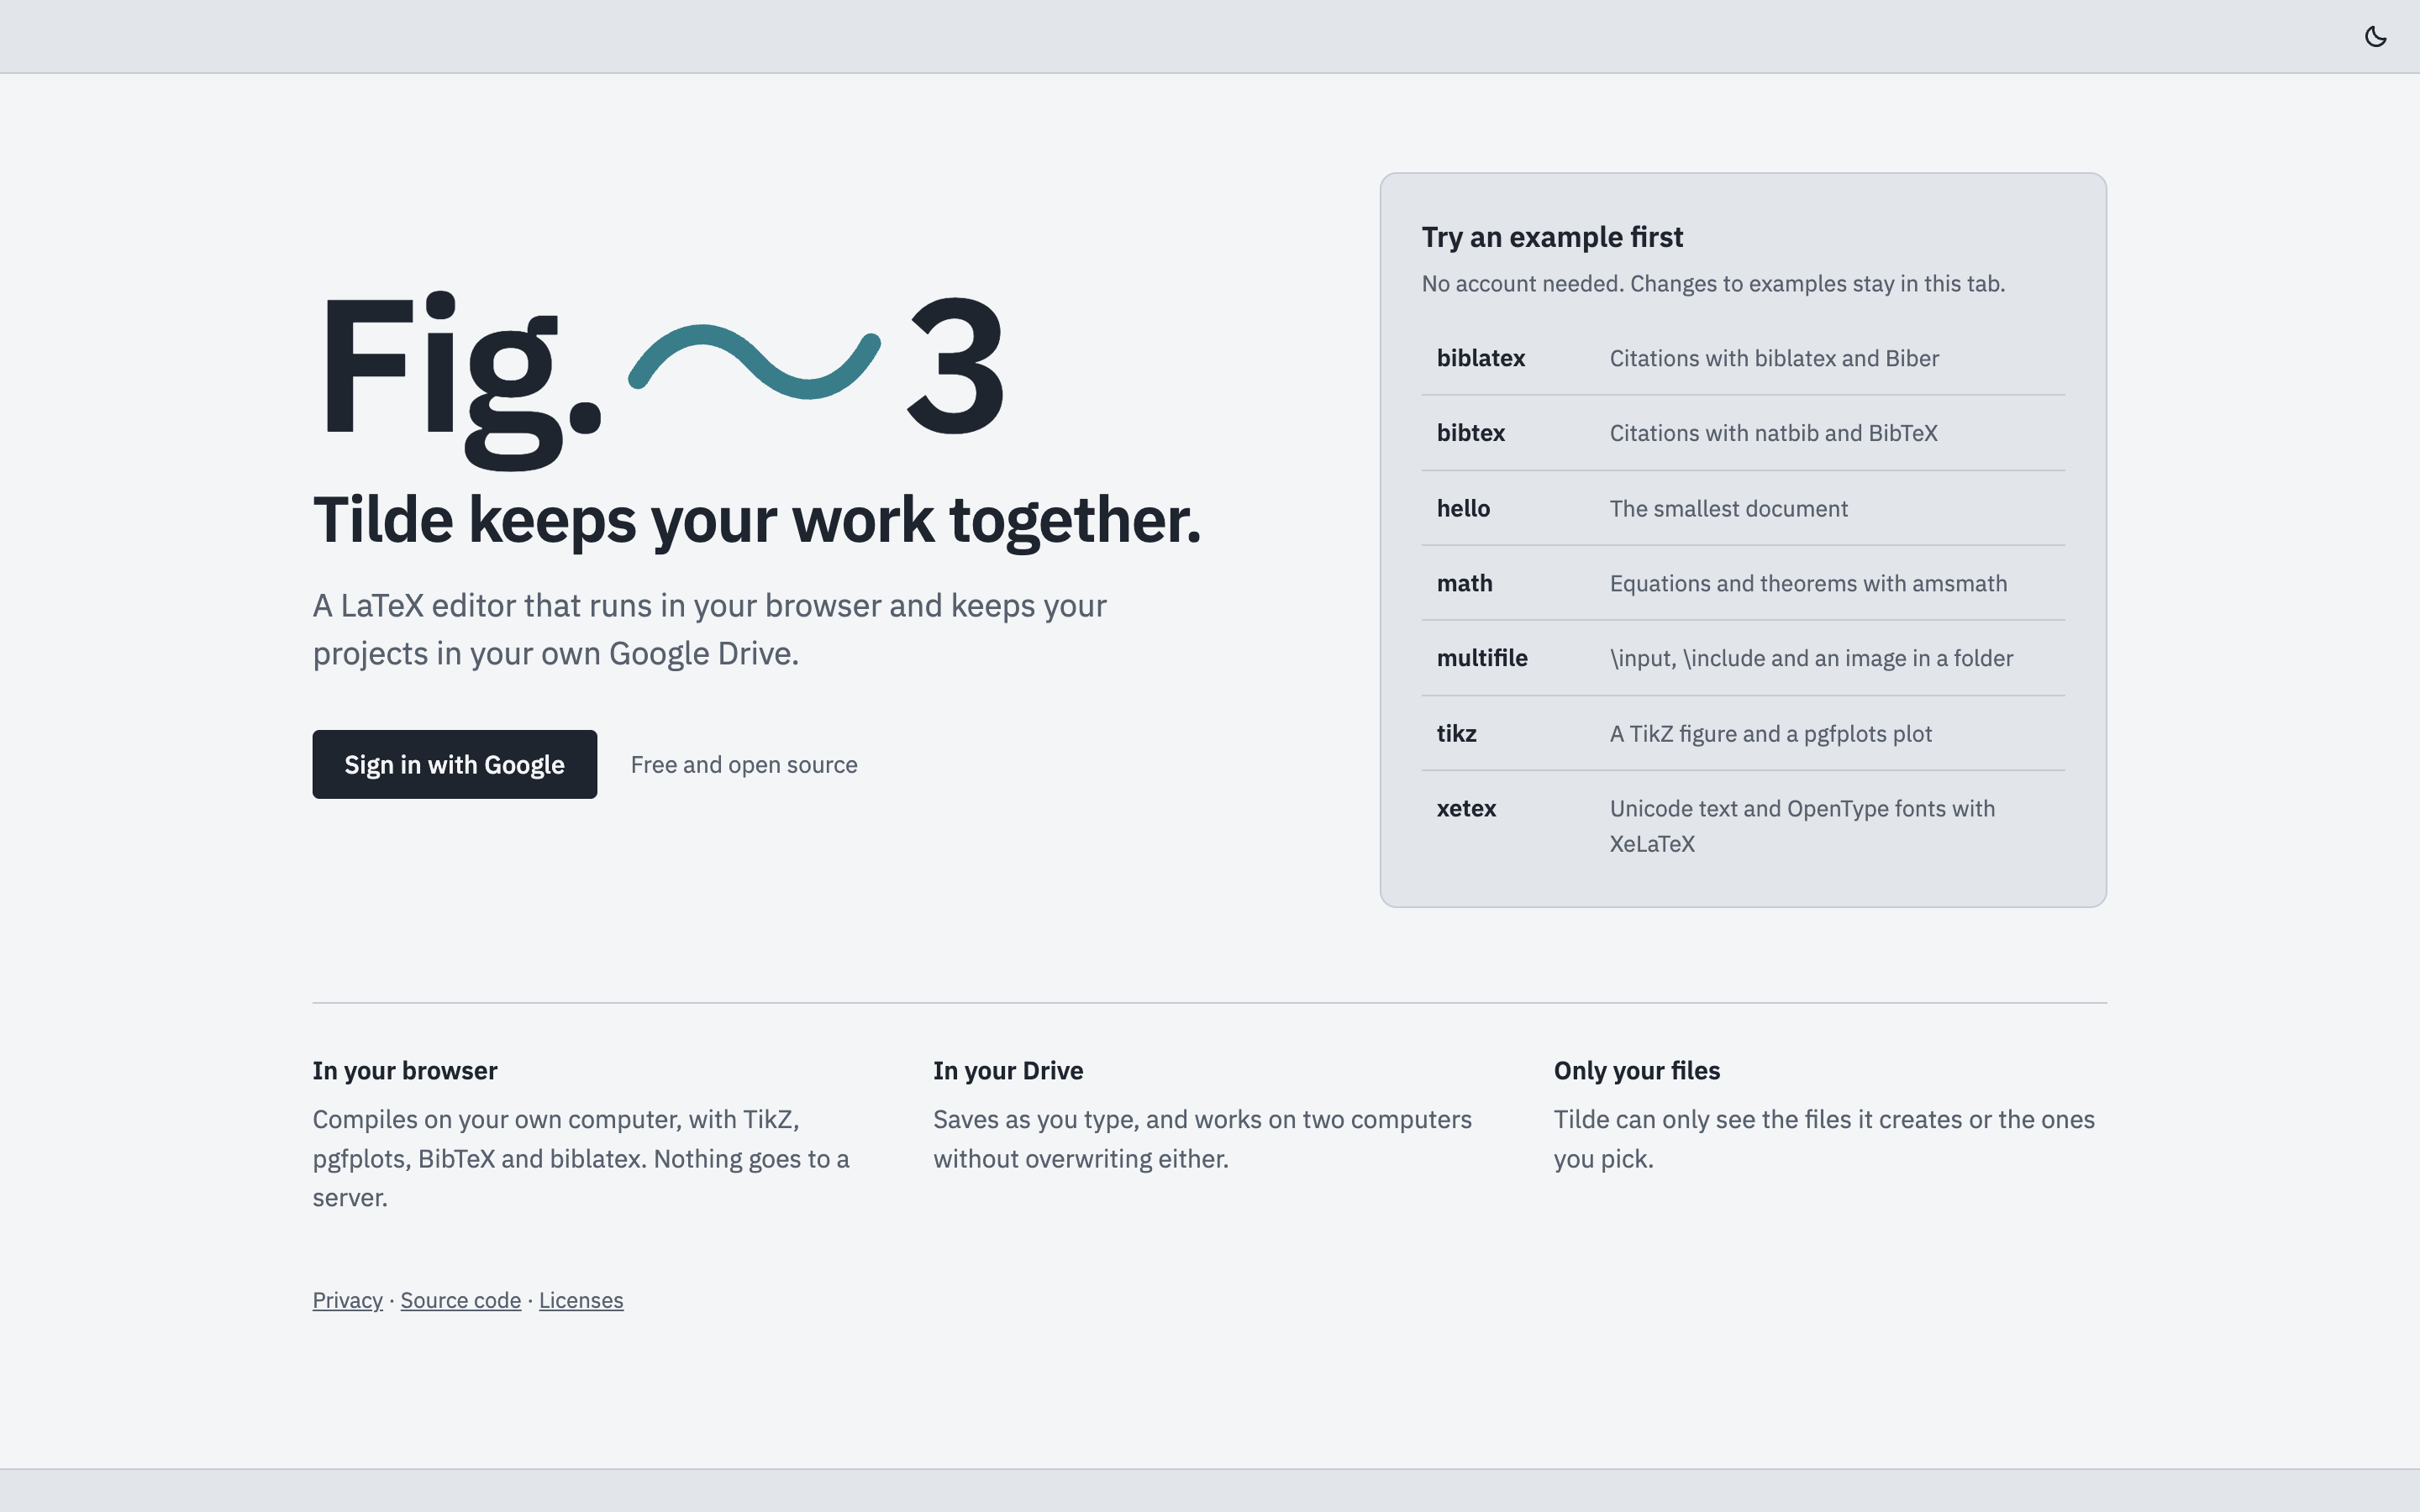 Fig.~3
Tilde keeps your work together.
A LaTeX editor that runs in your browser and keeps your
projects in your own Google Drive.
Sign in with Google
Free and open source
Try an example first
No account needed. Changes to examples stay in this tab.
biblatex Citations with biblatex and Biber
bibtex Citations with natbib and BibTeX
hello The smallest document
math Equations and theorems with amsmath
multifile \input, \include and an image in a folder
tikz A TikZ figure and a pgfplots plot
xetex Unicode text and OpenType fonts with
XeLaTeX
In your browser
Compiles on your own computer, with TikZ,
pgfplots, BibTeX and biblatex. Nothing goes to a
server.
In your Drive
Saves as you type, and works on two computers
without overwriting either.
Only your files
Tilde can only see the files it creates or the ones
you pick.
Privacy · Source code · Licenses